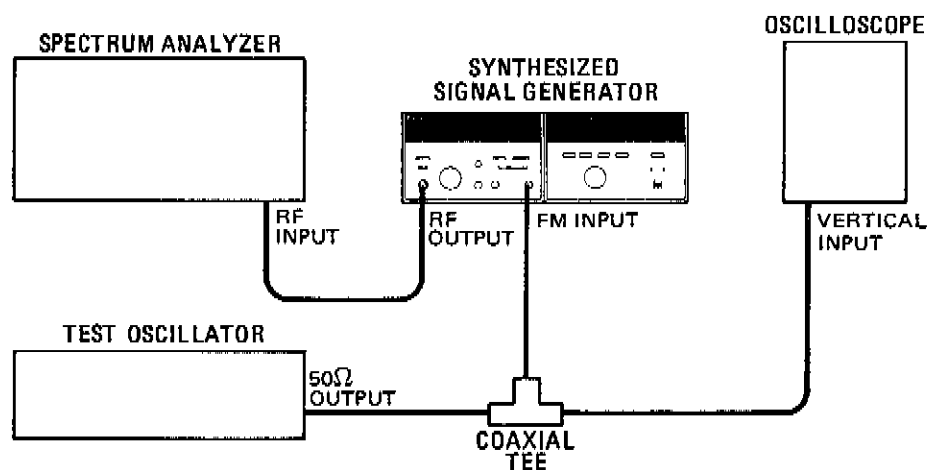 OSCILLOSCOPE
SPECTRUM ANALYZER
SYNTHESIZED
SIGNAL GENERATOR
RF
INPUT
RF
OUTPUT
FM INPUT
VERTICAL
INPUT
TEST OSCILLATOR
50Ω
OUTPUT
COAXIAL
TEE